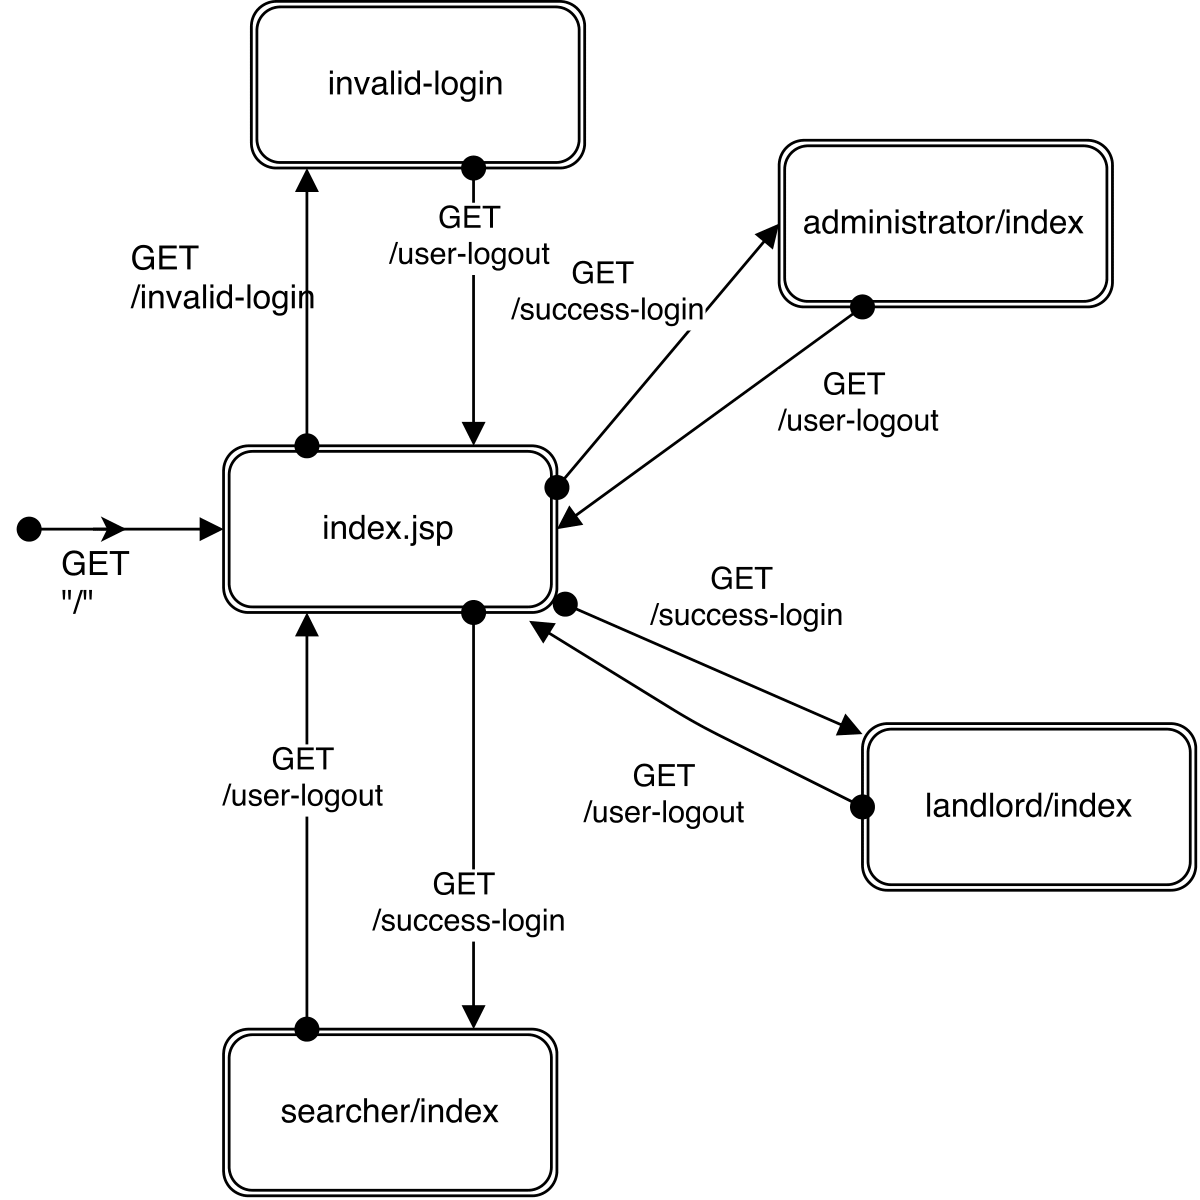 invalid-login
GET
/user-logout
GET
/invalid-login
GET
/success-login
administrator/index
GET
/user-logout
index.jsp
GET
"/"
GET
/success-login
GET
/user-logout
GET
/user-logout
landlord/index
GET
/success-login
searcher/index